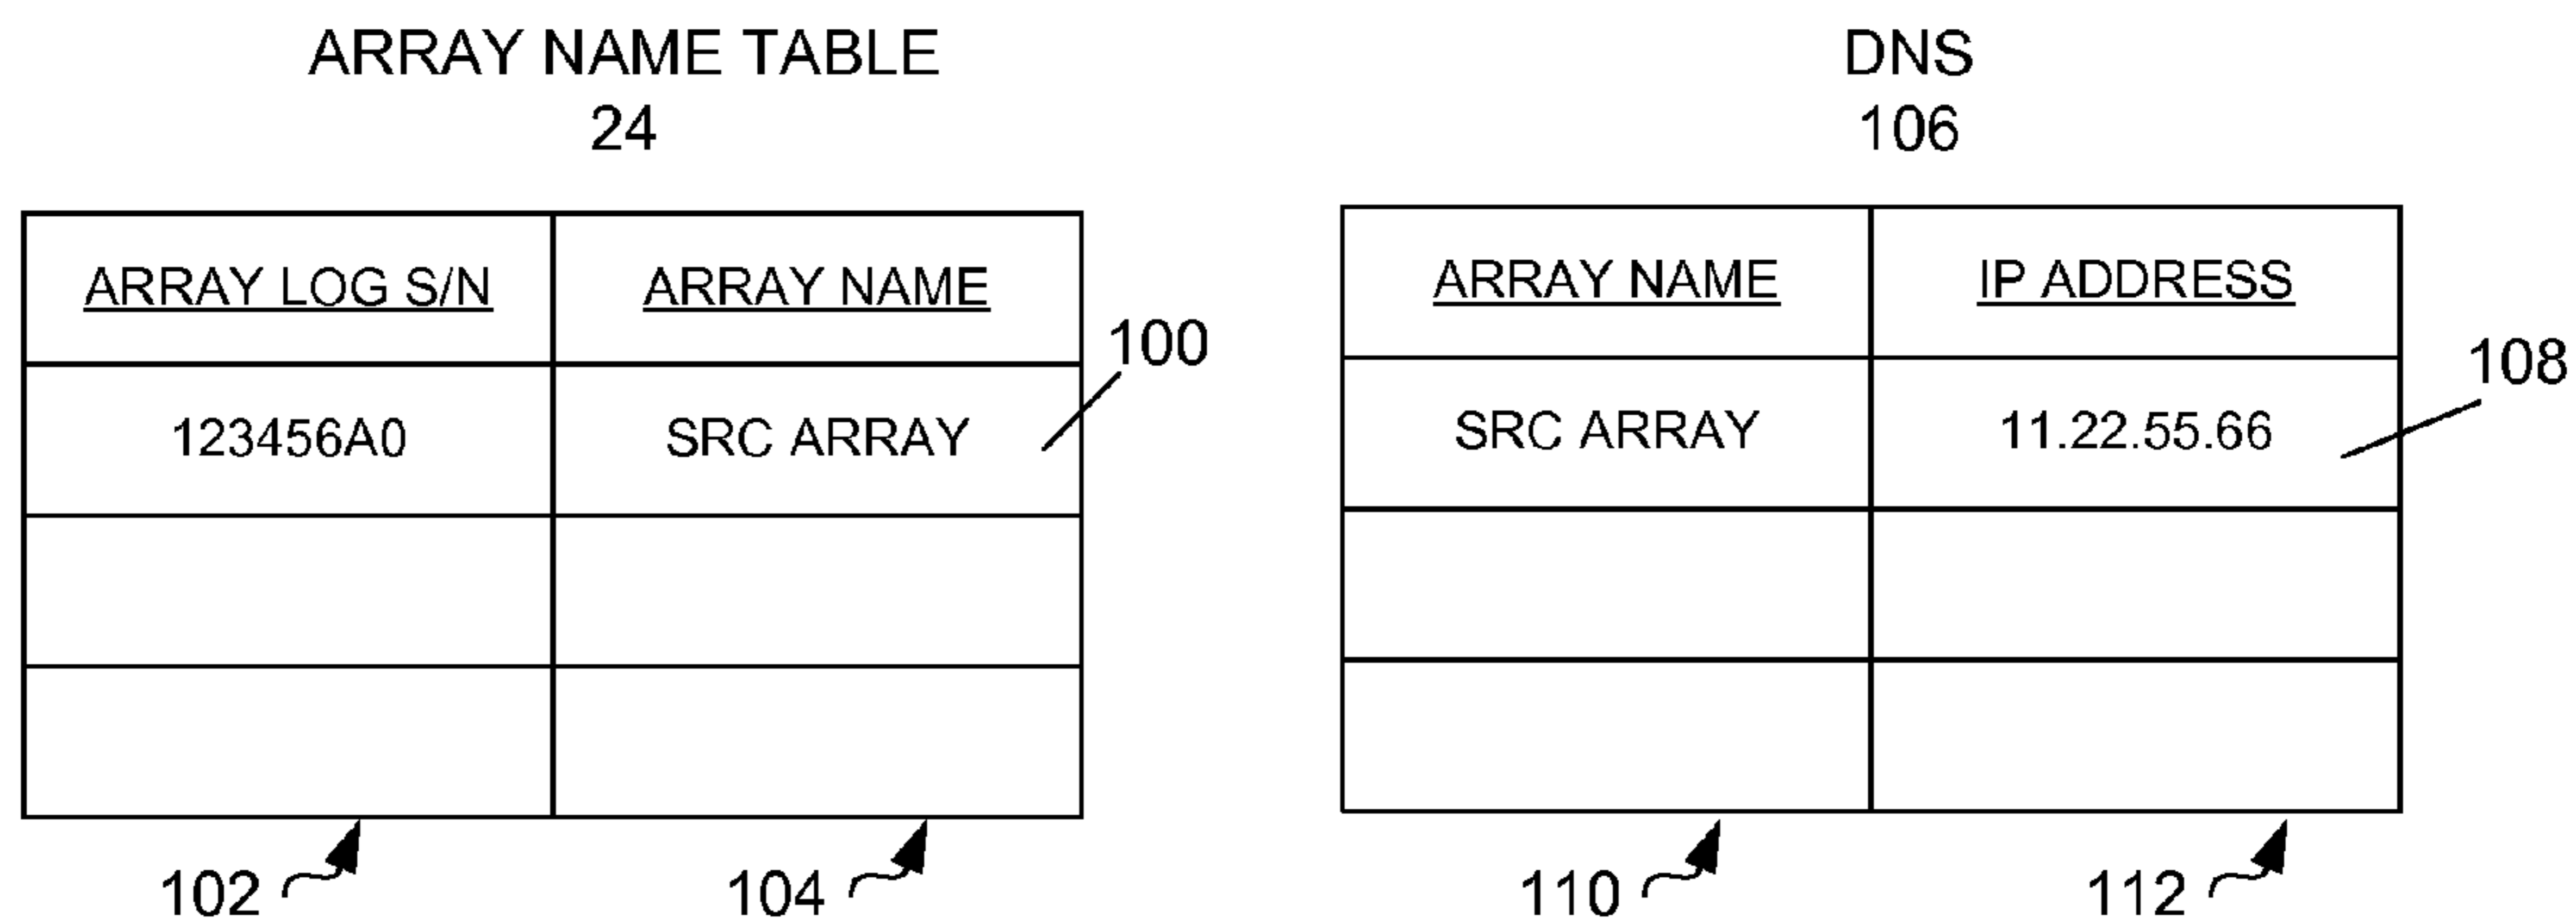 ARRAY NAME TABLE
24
ARRAY LOG S/N
ARRAY NAME
123456A0
SRC ARRAY
100
102
104
DNS
106
ARRAY NAME
IP ADDRESS
SRC ARRAY
11.22.55.66
108
110
112